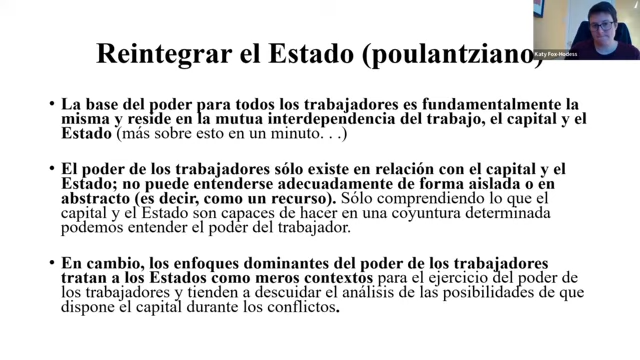 Reintegrar el Estado (poulantziano)
Katy Fox-Hodess
La base del poder para todos los trabajadores es fundamentalmente la
misma y reside en la mutua interdependencia del trabajo, el capital y el
Estado (más sobre esto en un minuto. . .)
El poder de los trabajadores sólo existe en relación con el capital y el
Estado; no puede entenderse adecuadamente de forma aislada o en
abstracto (es decir, como un recurso). Sólo comprendiendo lo que el
capital y el Estado son capaces de hacer en una coyuntura determinada
podemos entender el poder del trabajador.
En cambio, los enfoques dominantes del poder de los trabajadores
tratan a los Estados como meros contextos para el ejercicio del poder de
los trabajadores y tienden a descuidar el análisis de las posibilidades de que
dispone el capital durante los conflictos.